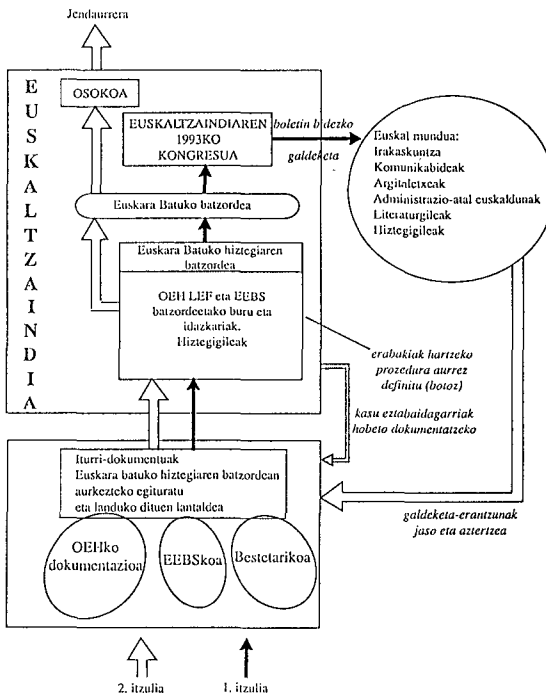 Jendaurrera
EUSKALTZAINDIA
OSOKOA
EUSKALTZAINDIAREN
1993KO
KONGRESUA
boletin bidezko
galdeketa
Euskal mundua:
Irakaskuntza
Komunikabideak
Argitaletxeak
Administrazio-atal euskaldunak
Literaturgileak
Hiztegigileak
Euskara Batuko batzordea
Euskara Batuko hiztegiaren
batzordea
OEH LEF eta EEBS
batzordeetako buru eta
idazkariak.
Hiztegigileak
erabakiak hartzeko
prozedura aurrez
definitu (botoz)
kasu eztabaidagarriak
hobeto dokumentatzeko
Iturri-dokumentuak
Euskara batuko hiztegiaren batzordean
aurkezteko egituratu
eta landuko dituen lantaldea
galdeketa-erantzunak
jaso eta aztertzea
OEHko
dokumentazioa
EEBSkoa
Bestetarikoa
2. itzulia
1. itzulia